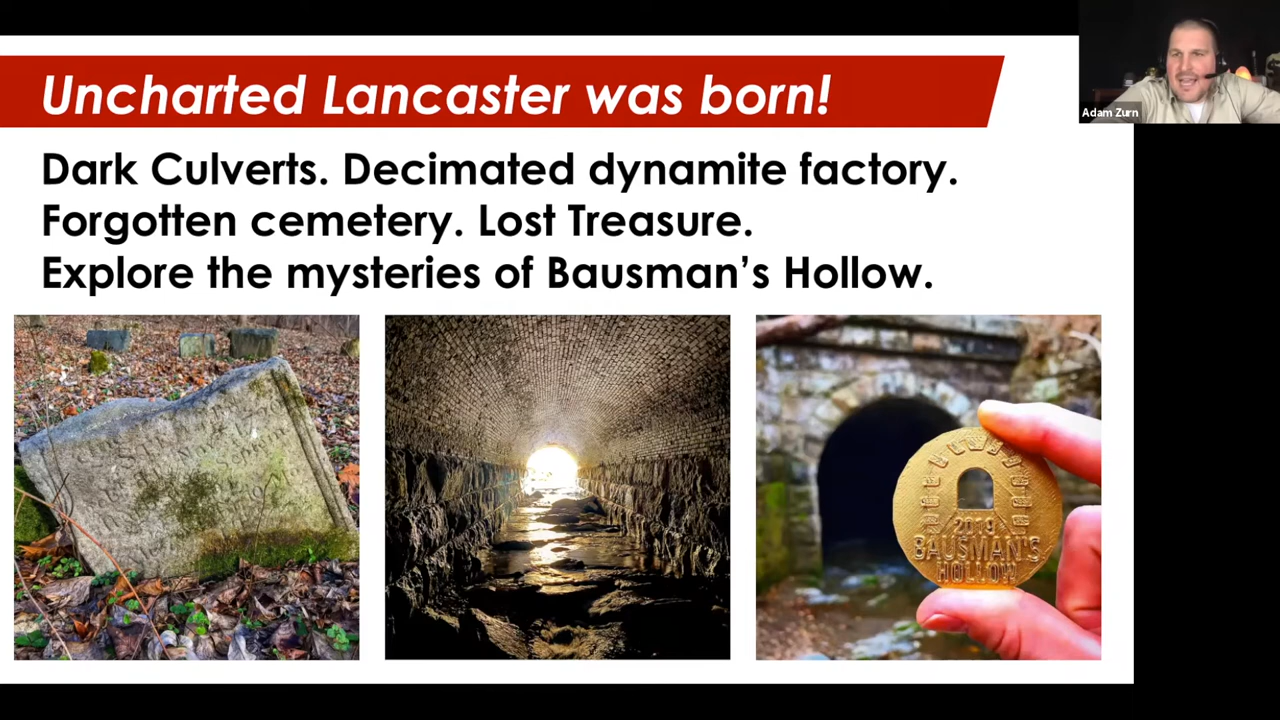 Uncharted Lancaster was born!
Adam Zurn
Dark Culverts. Decimated dynamite factory.
Forgotten cemetery. Lost Treasure.
Explore the mysteries of Bausman’s Hollow.
2019
BAUSMAN'S
HOLLOW